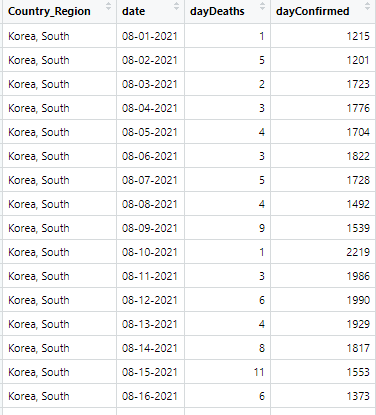 Country_Region date dayDeaths dayConfirmed
Korea, South 08-01-2021 1 1215
Korea, South 08-02-2021 5 1201
Korea, South 08-03-2021 2 1723
Korea, South 08-04-2021 3 1776
Korea, South 08-05-2021 4 1704
Korea, South 08-06-2021 3 1822
Korea, South 08-07-2021 5 1728
Korea, South 08-08-2021 4 1492
Korea, South 08-09-2021 9 1539
Korea, South 08-10-2021 1 2219
Korea, South 08-11-2021 3 1986
Korea, South 08-12-2021 6 1990
Korea, South 08-13-2021 4 1929
Korea, South 08-14-2021 8 1817
Korea, South 08-15-2021 11 1553
Korea, South 08-16-2021 6 1373